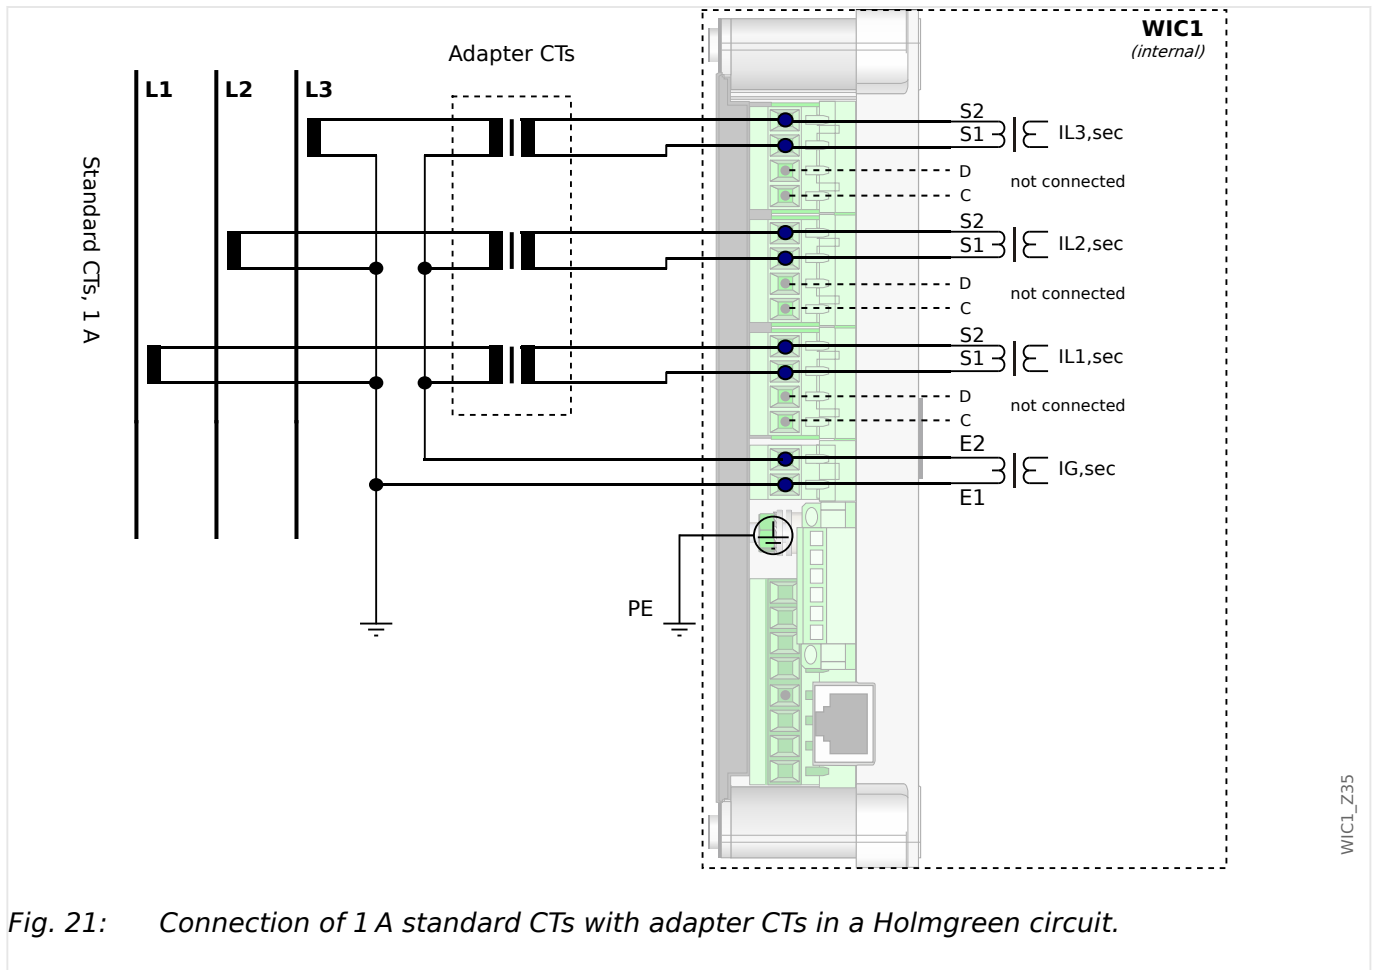 WIC1
(internal)
Adapter CTs
L1
L2
L3
Standard CTs, 1 A
S2
S1
IL3,sec
D
not connected
C
S2
S1
IL2,sec
D
not connected
C
S2
S1
IL1,sec
D
not connected
C
E2
IG,sec
E1
PE
WIC1_Z35
Fig. 21: Connection of 1 A standard CTs with adapter CTs in a Holmgreen circuit.